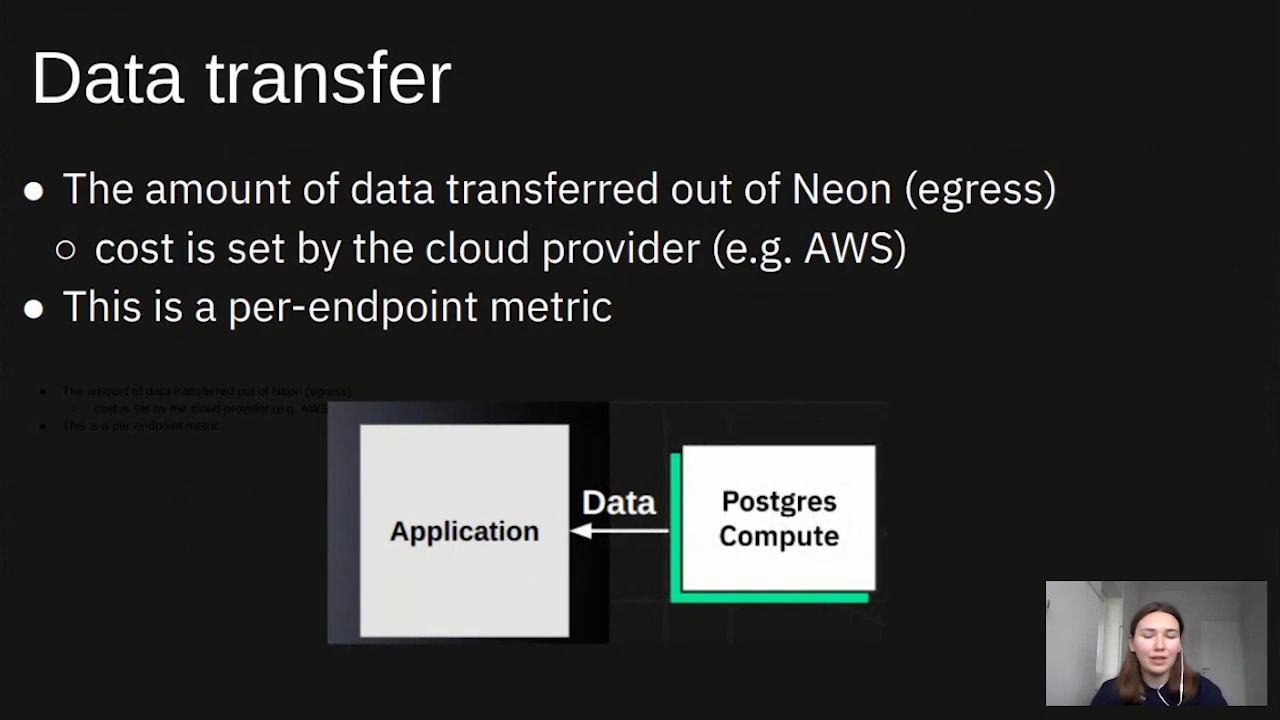 Data transfer
● The amount of data transferred out of Neon (egress)
○ cost is set by the cloud provider (e.g. AWS)
● This is a per-endpoint metric
● The amount of data transferred out of Neon (egress)
○ cost is set by the cloud provider (e.g. AWS
● This is a per-endpoint metric
Application
Data
Postgres
Compute